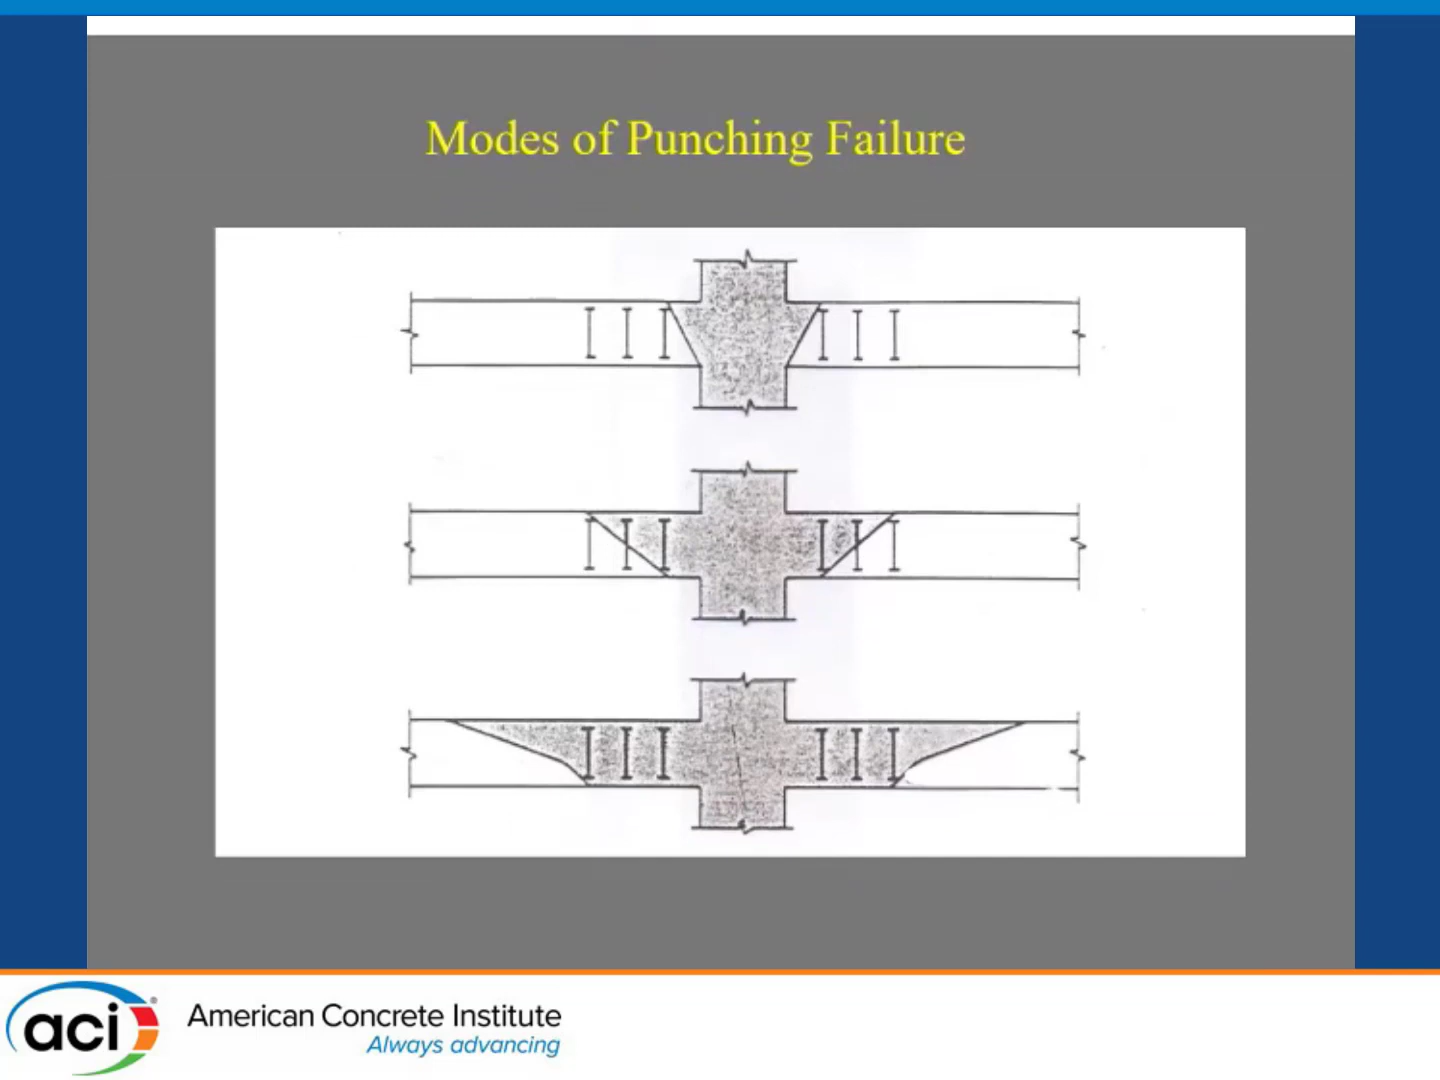 Modes of Punching Failure
aci
American Concrete Institute
Always advancing